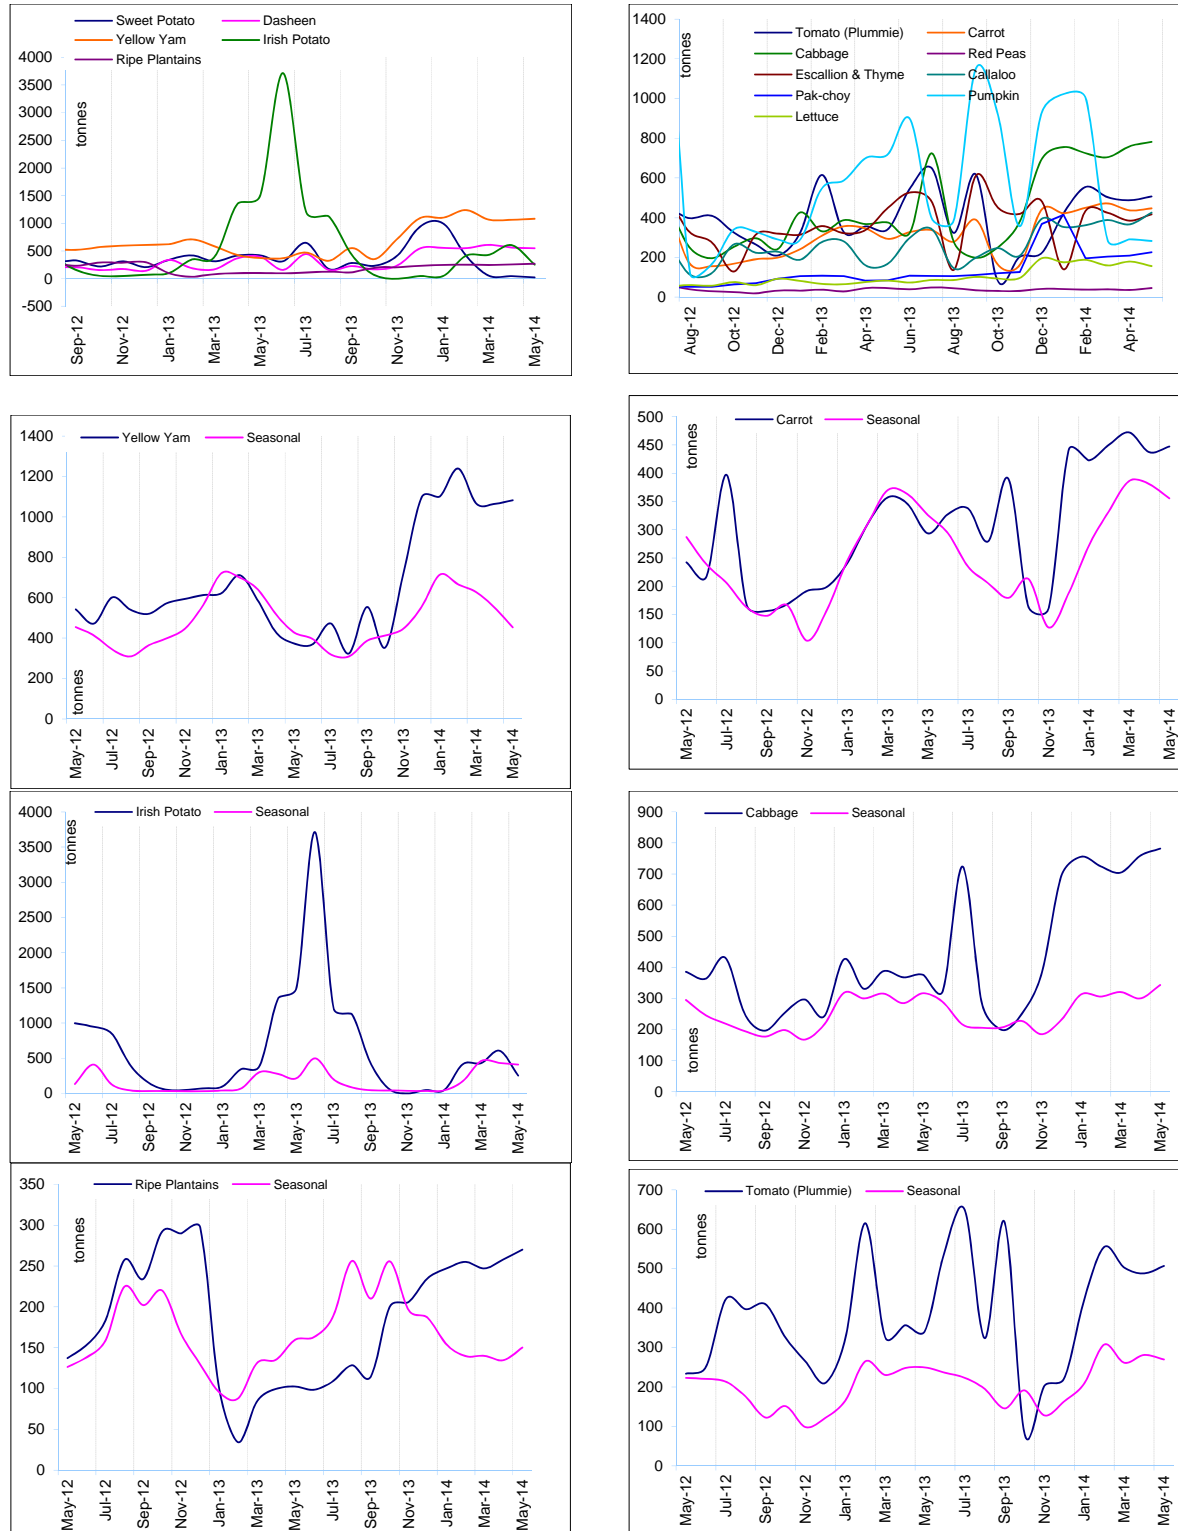 Sweet Potato Dasheen
Yellow Yam Irish Potato
Ripe Plantains
tonnes
4000
3500
3000
2500
2000
1500
1000
500
0
-500
Sep-12 Nov-12 Jan-13 Mar-13 May-13 Jul-13 Sep-13 Nov-13 Jan-14 Mar-14 May-14
Tomato (Plummie) Carrot
Cabbage Red Peas
Escallion & Thyme Callaloo
Pak-choy Pumpkin
Lettuce
tonnes
1400
1200
1000
800
600
400
200
0
Aug-12 Oct-12 Dec-12 Feb-13 Apr-13 Jun-13 Aug-13 Oct-13 Dec-13 Feb-14 Apr-14
Yellow Yam Seasonal
1400
1200
1000
800
600
400
200
0
tonnes
May-12 Jul-12 Sep-12 Nov-12 Jan-13 Mar-13 May-13 Jul-13 Sep-13 Nov-13 Jan-14 Mar-14 May-14
Carrot Seasonal
tonnes
500
450
400
350
300
250
200
150
100
50
0
May-12 Jul-12 Sep-12 Nov-12 Jan-13 Mar-13 May-13 Jul-13 Sep-13 Nov-13 Jan-14 Mar-14 May-14
Irish Potato Seasonal
tonnes
4000
3500
3000
2500
2000
1500
1000
500
0
May-12 Jul-12 Sep-12 Nov-12 Jan-13 Mar-13 May-13 Jul-13 Sep-13 Nov-13 Jan-14 Mar-14 May-14
Cabbage Seasonal
900
800
700
600
500
400
300
200
100
0
tonnes
May-12 Jul-12 Sep-12 Nov-12 Jan-13 Mar-13 May-13 Jul-13 Sep-13 Nov-13 Jan-14 Mar-14 May-14
Ripe Plantains Seasonal
tonnes
350
300
250
200
150
100
50
0
May-12 Jul-12 Sep-12 Nov-12 Jan-13 Mar-13 May-13 Jul-13 Sep-13 Nov-13 Jan-14 Mar-14 May-14
Tomato (Plummie) Seasonal
tonnes
700
600
500
400
300
200
100
0
May-12 Jul-12 Sep-12 Nov-12 Jan-13 Mar-13 May-13 Jul-13 Sep-13 Nov-13 Jan-14 Mar-14 May-14